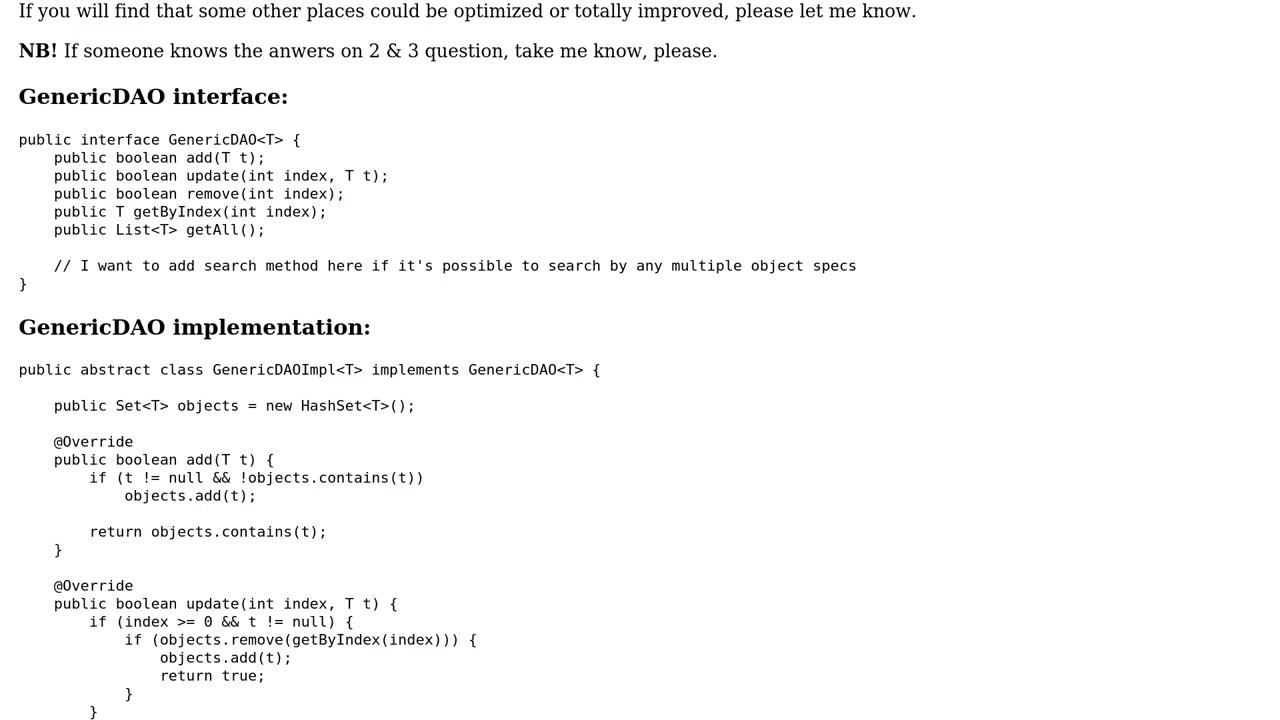 If you will find that some other places could be optimized or totally improved, please let me know.
NB! If someone knows the anwers on 2 & 3 question, take me know, please.
GenericDAO interface:
public interface GenericDAO<T> {
    public boolean add(T t);
    public boolean update(int index, T t);
    public boolean remove(int index);
    public T getByIndex(int index);
    public List<T> getAll();
    // I want to add search method here if it's possible to search by any multiple object specs
}
GenericDAO implementation:
public abstract class GenericDAOImpl<T> implements GenericDAO<T> {
    public Set<T> objects = new HashSet<T>();
    @Override
    public boolean add(T t) {
        if (t != null && !objects.contains(t))
            objects.add(t);
        return objects.contains(t);
    }
    @Override
    public boolean update(int index, T t) {
        if (index >= 0 && t != null) {
            if (objects.remove(getByIndex(index))) {
                objects.add(t);
                return true;
            }
        }